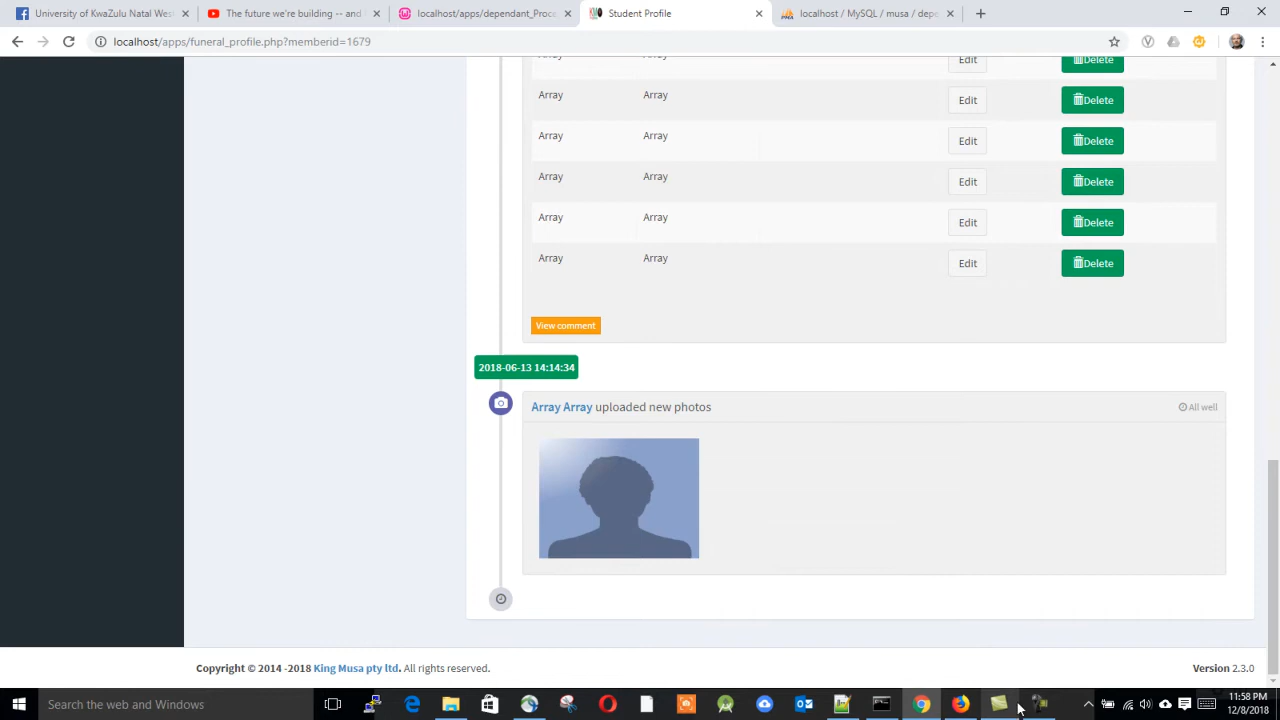 University of KwaZulu Natal Wes
The future we're building -- and
localhost/apps/dependant_Proce
Student Profile
localhost / MySQL / musa / depe
localhost/apps/funeral_profile.php?memberid=1679
Edit Delete
Array Array Edit Delete
Array Array Edit Delete
Array Array Edit Delete
Array Array Edit Delete
Array Array Edit Delete
View comment
2018-06-13 14:14:34
Array Array uploaded new photos
All well
Copyright © 2014 -2018 King Musa pty ltd. All rights reserved.
Version 2.3.0
Search the web and Windows
11:58 PM
12/8/2018